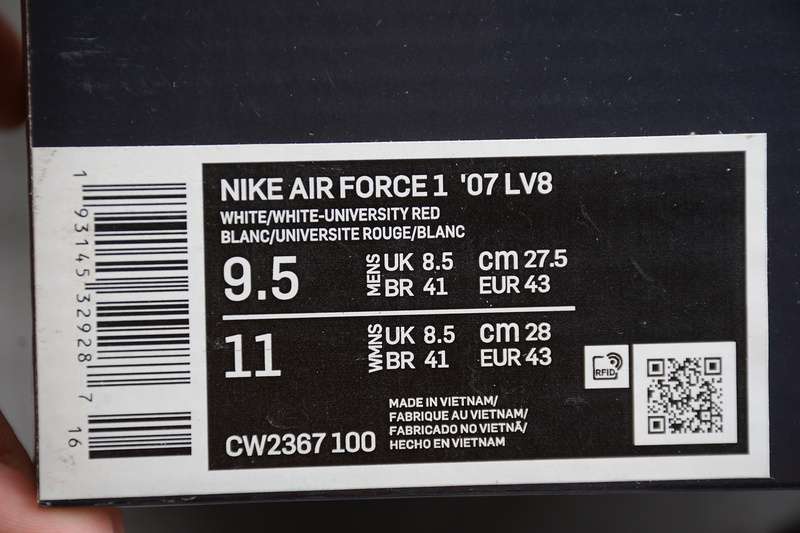 NIKE AIR FORCE 1 '07 LV8
WHITE/WHITE-UNIVERSITY RED
BLANC/UNIVERSITE ROUGE/BLANC
9.5 MENS UK 8.5 cm 27.5
BR 41 EUR 43
11 WMNS UK 8.5 cm 28
BR 41 EUR 43
RFID
MADE IN VIETNAM/
FABRIQUE AU VIETNAM/
FABRICADO NO VIETNÃ/
HECHO EN VIETNAM
CW2367 100
1 93145 32928 7
16